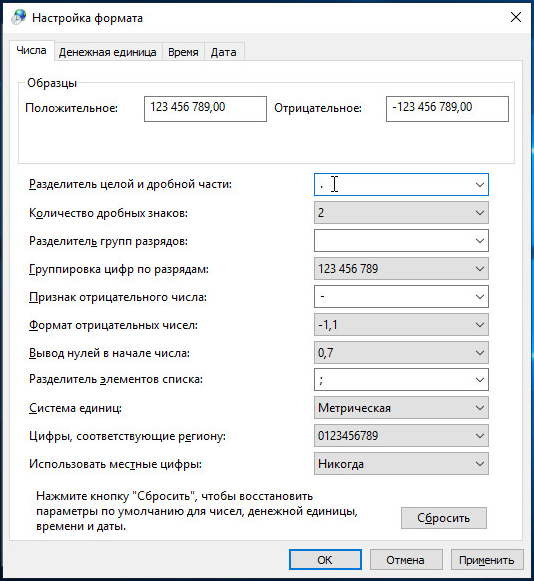 Настройка формата
Числа Денежная единица Время Дата
Образцы
Положительное: 123 456 789,00 Отрицательное: -123 456 789,00
Разделитель целой и дробной части: .
Количество дробных знаков: 2
Разделитель групп разрядов:
Группировка цифр по разрядам: 123 456 789
Признак отрицательного числа: -
Формат отрицательных чисел: -1,1
Вывод нулей в начале числа: 0,7
Разделитель элементов списка: ;
Система единиц: Метрическая
Цифры, соответствующие региону: 0123456789
Использовать местные цифры: Никогда
Нажмите кнопку "Сбросить", чтобы восстановить
параметры по умолчанию для чисел, денежной единицы,
времени и даты.
Сбросить
ОК Отмена Применить